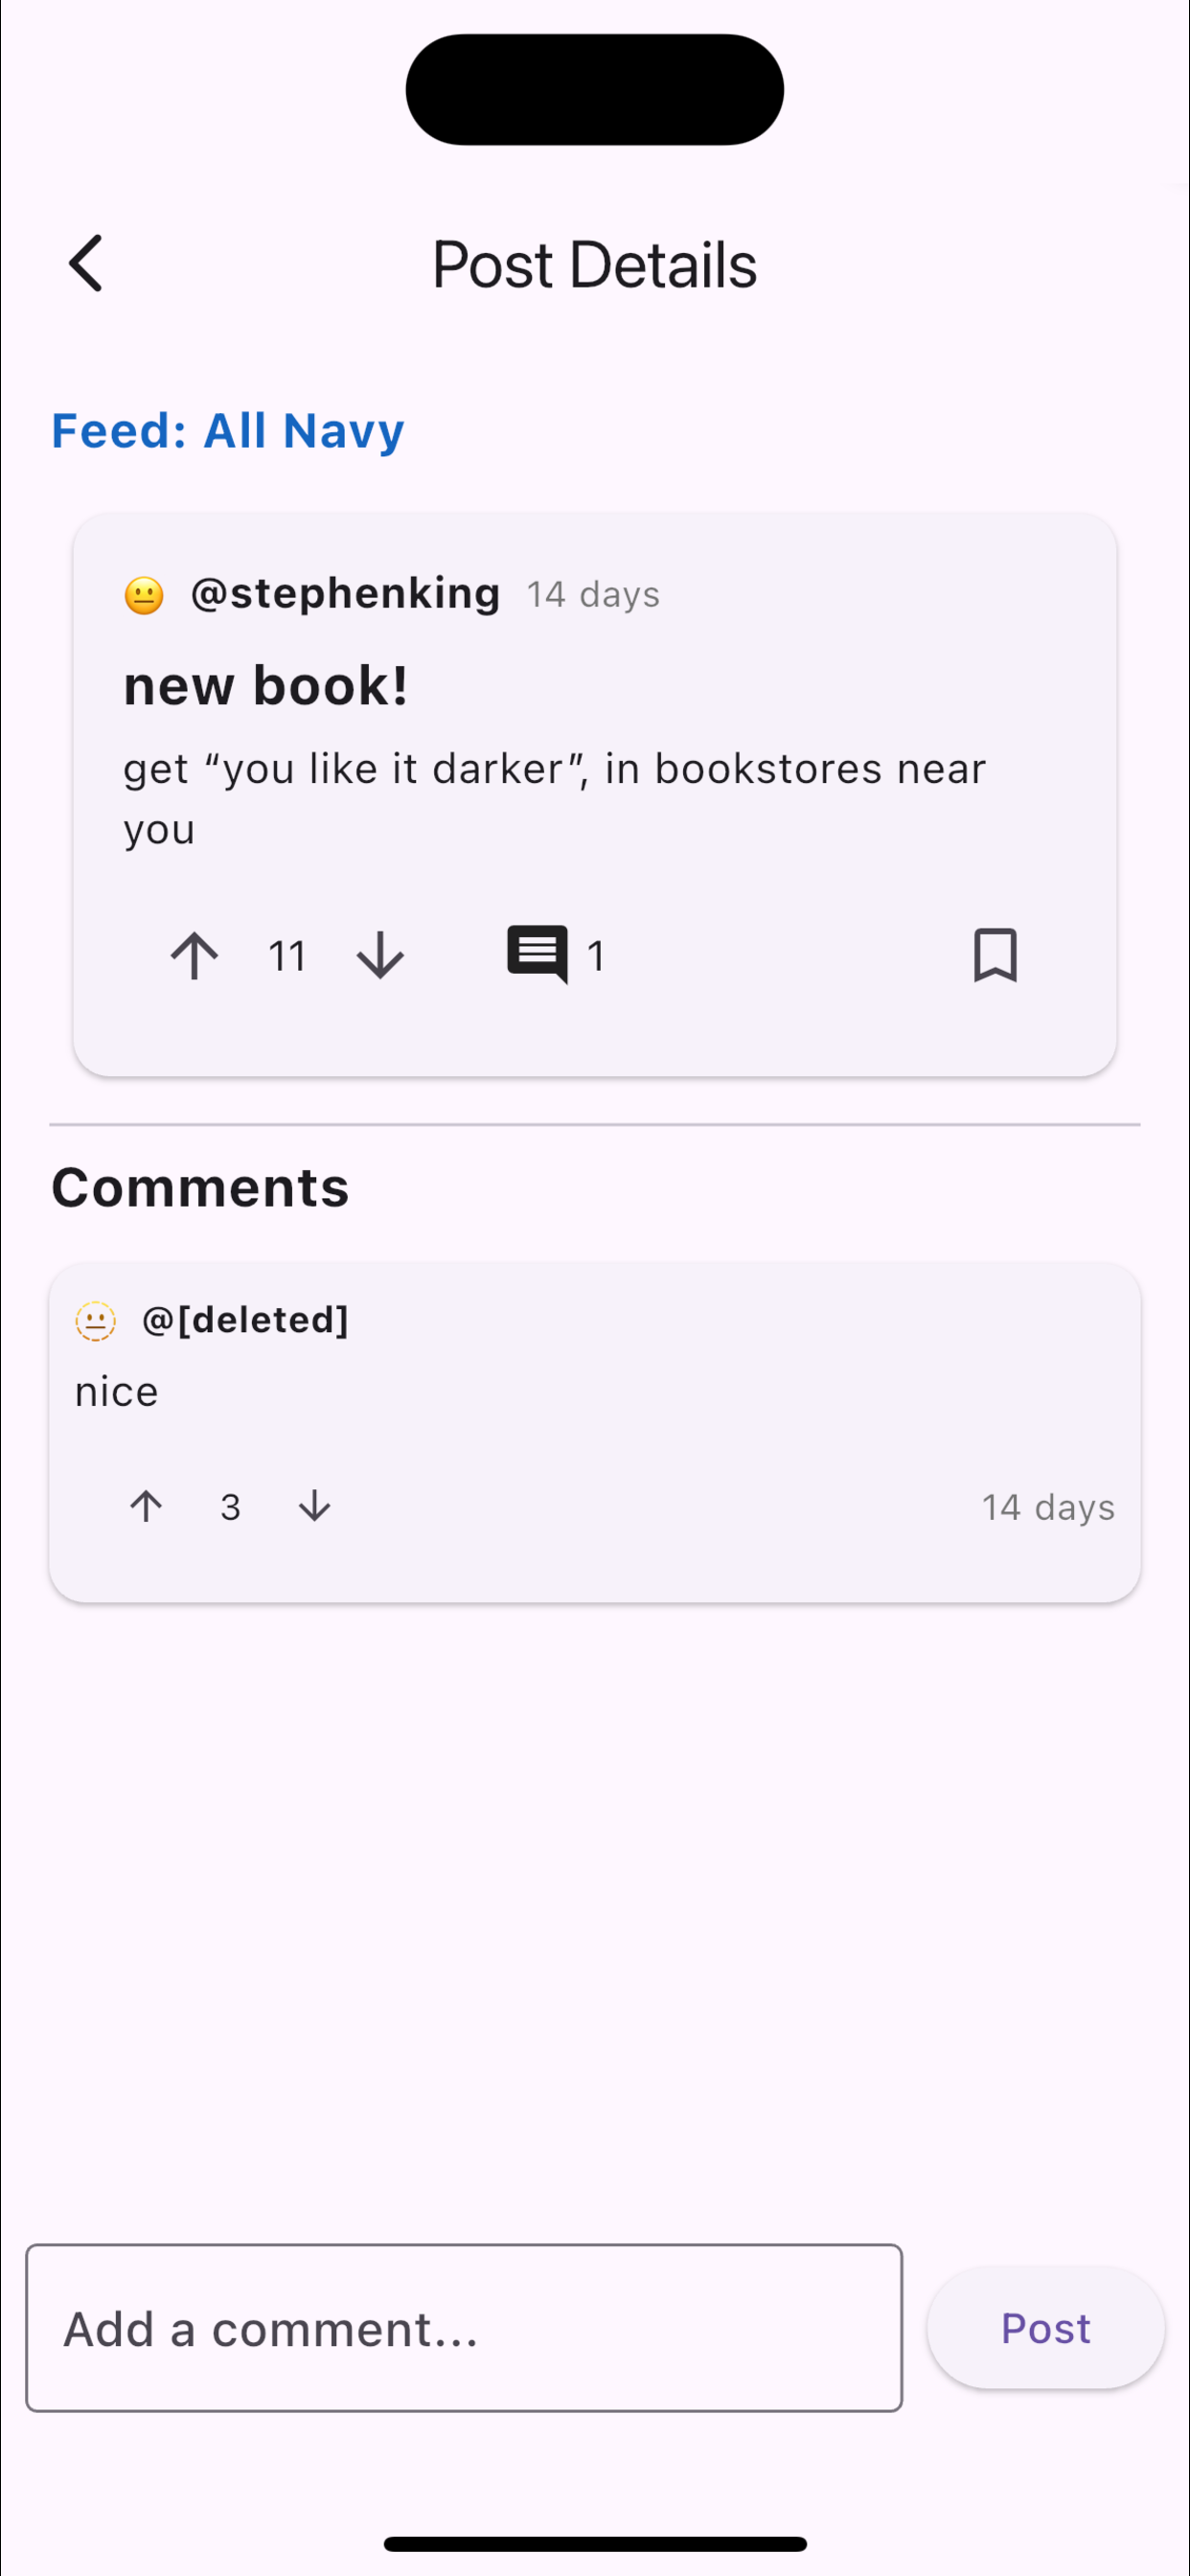 Post Details
Feed: All Navy
@stephenking 14 days
new book!
get “you like it darker”, in bookstores near
you
11 1
Comments
@[deleted]
nice
3 14 days
Add a comment...
Post